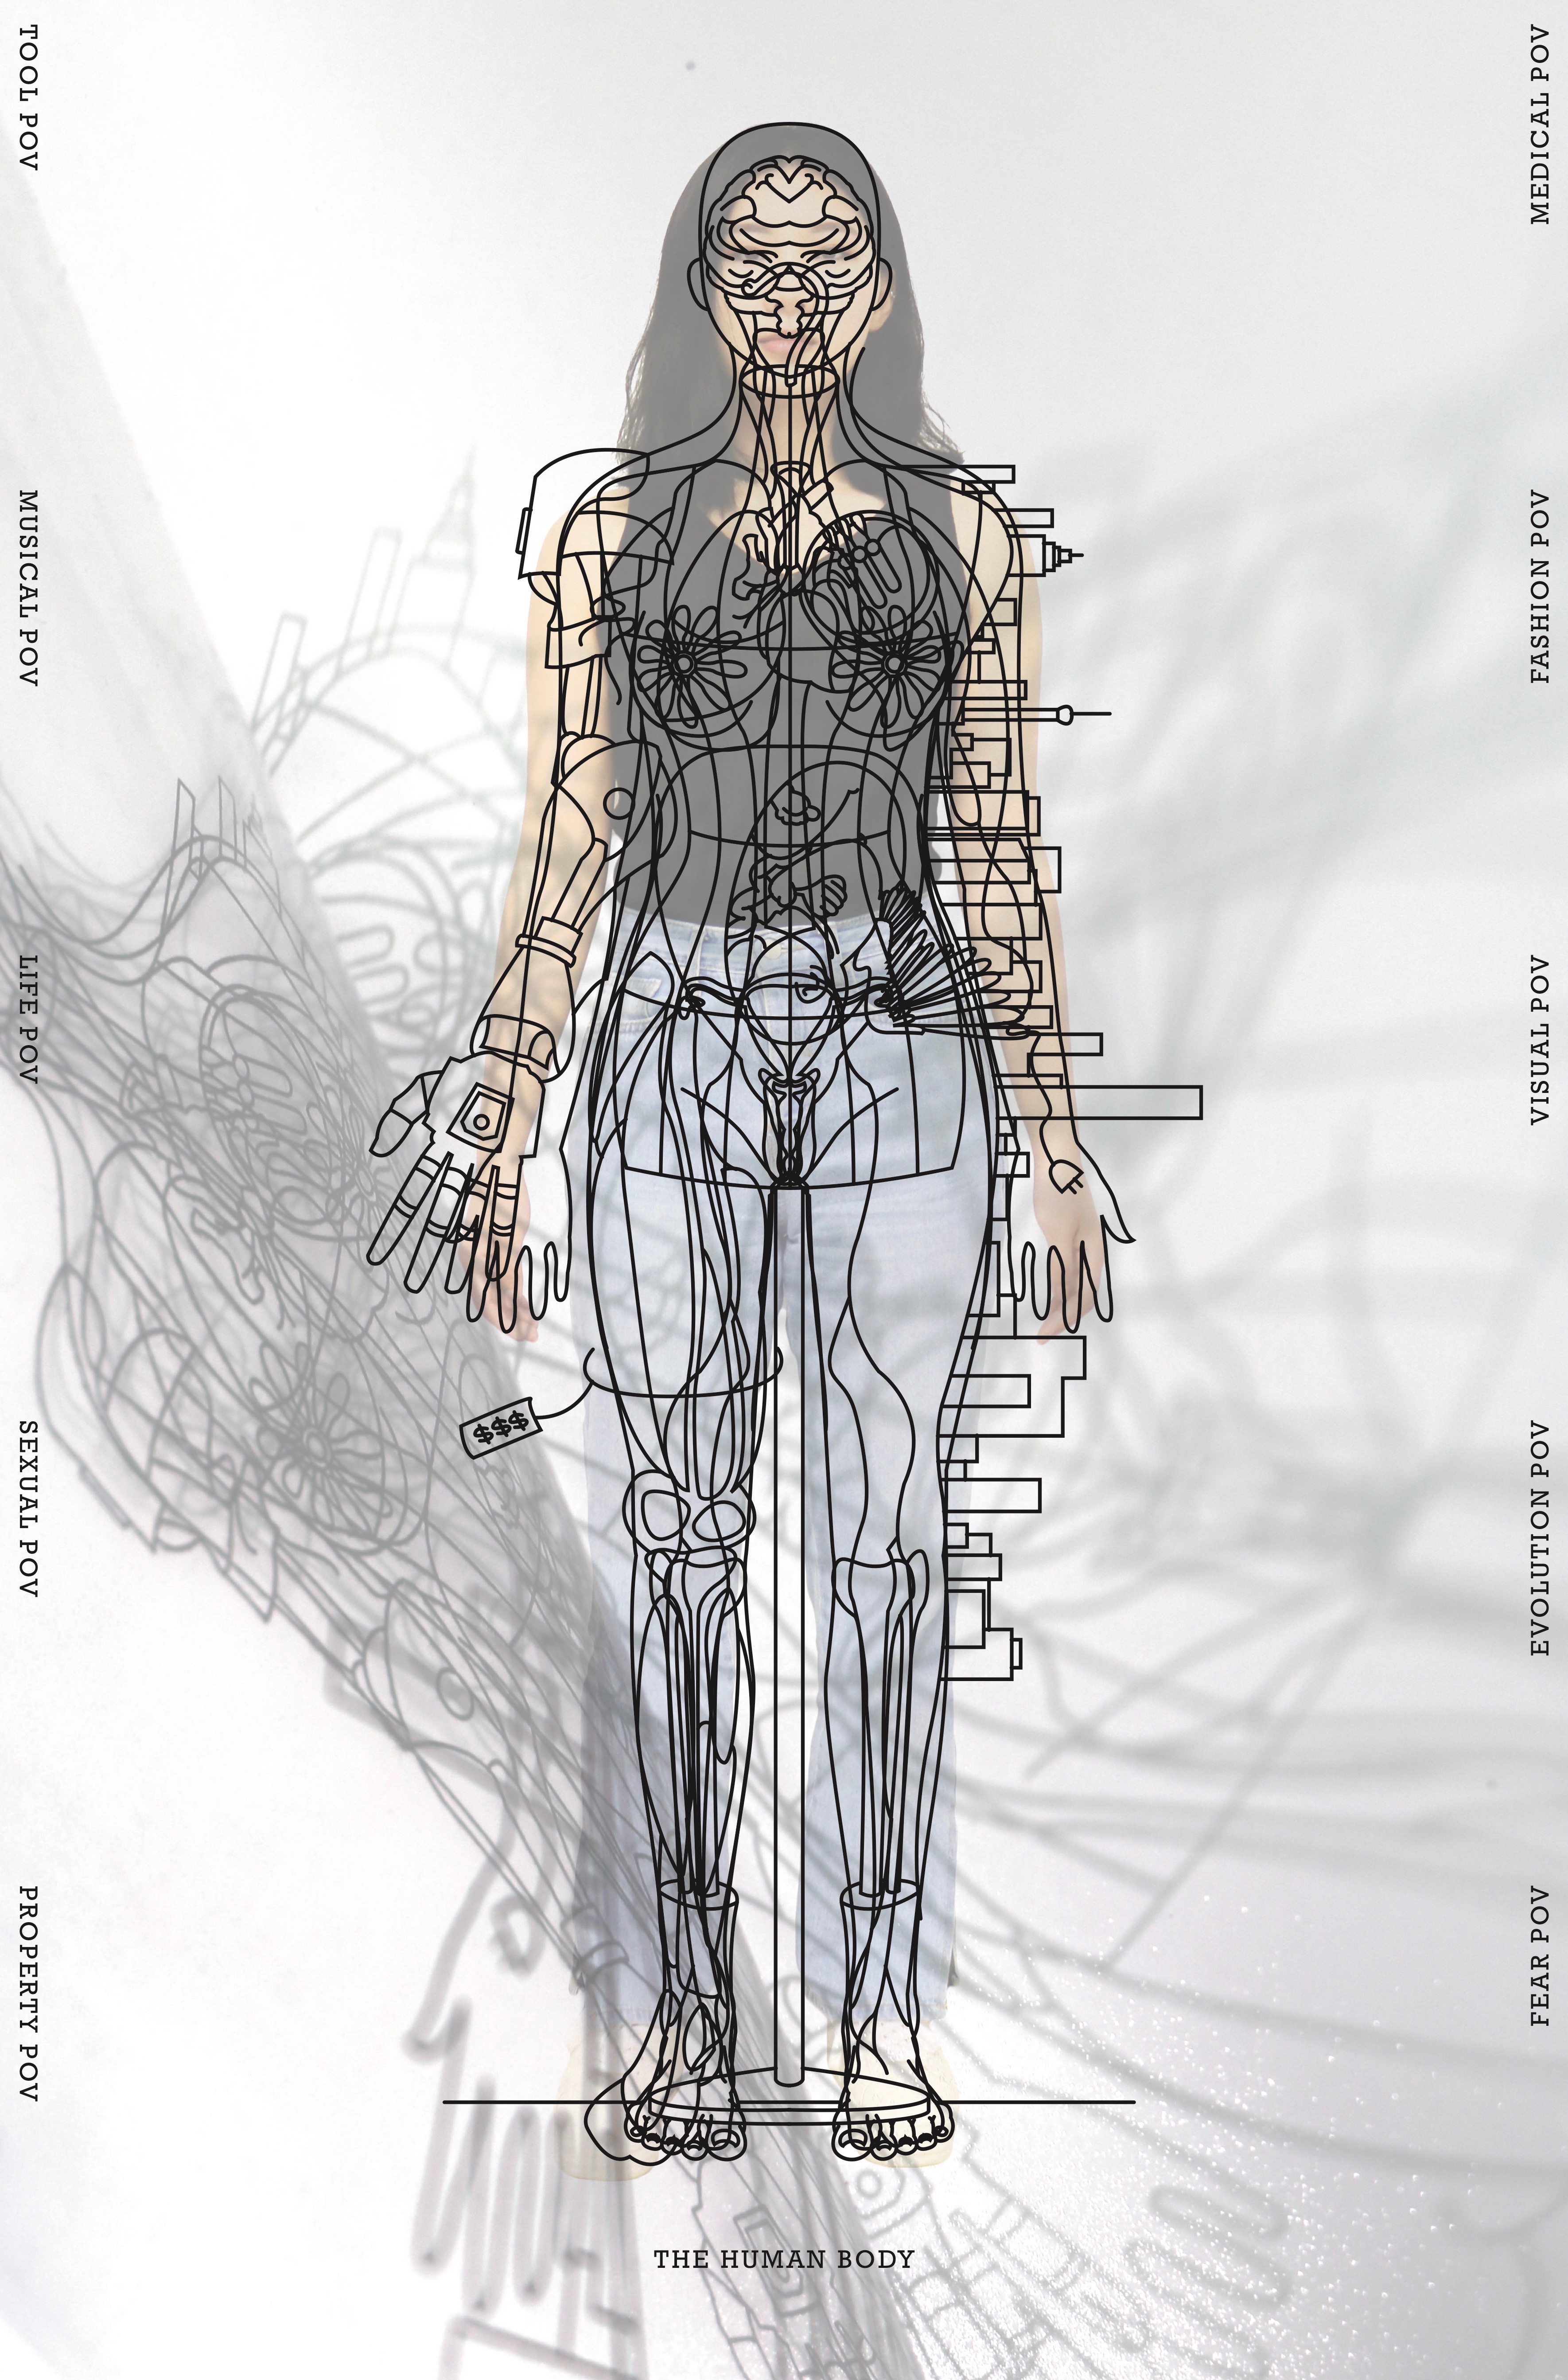 TOOL POV
MUSICAL POV
LIFE POV
SEXUAL POV
PROPERTY POV
MEDICAL POV
FASHION POV
VISUAL POV
EVOLUTION POV
FEAR POV
$$$
THE HUMAN BODY